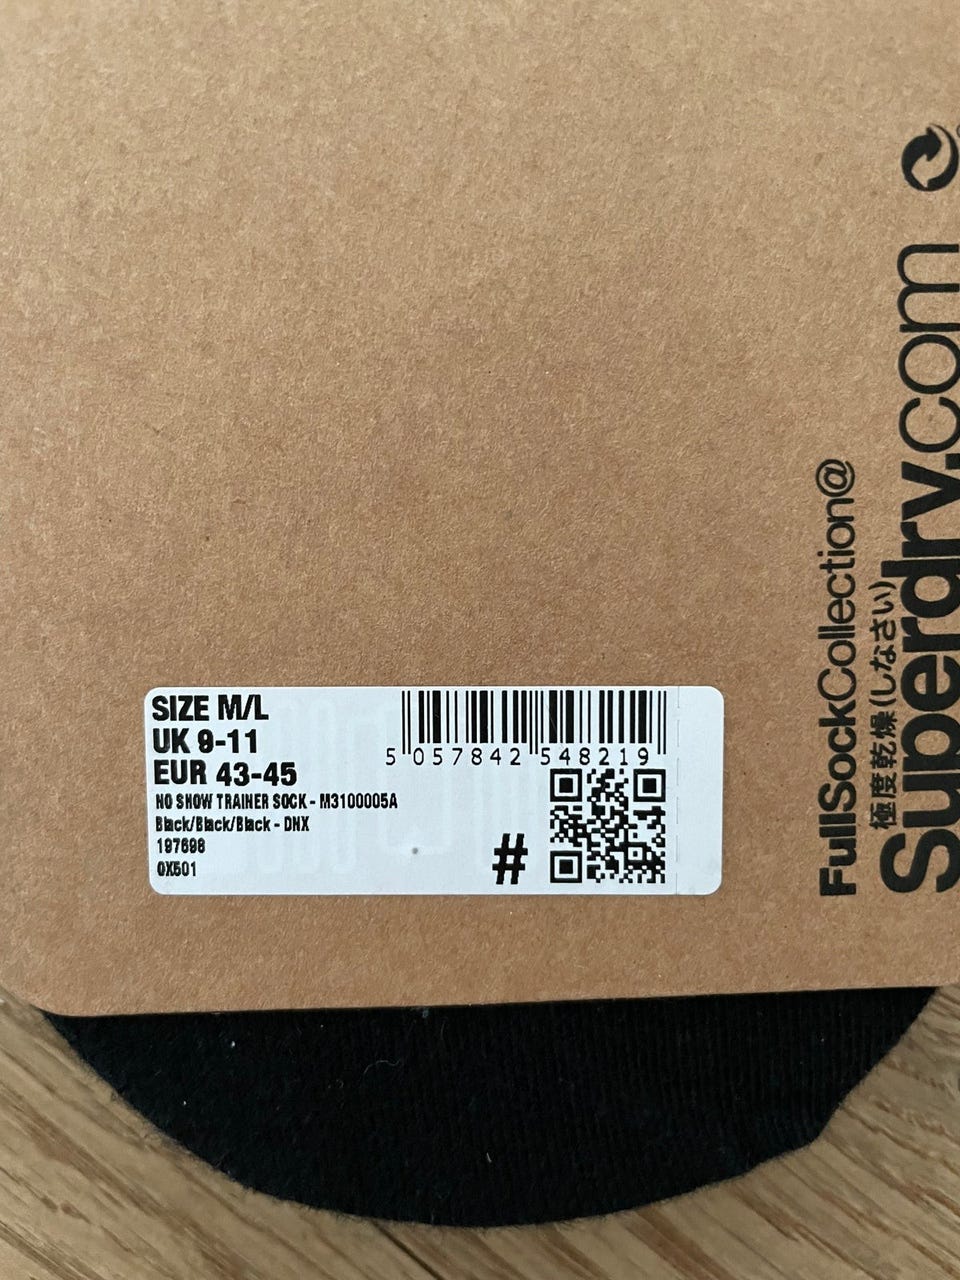 SIZE M/L
UK 9-11
EUR 43-45
NO SHOW TRAINER SOCK - M3100005A
Black/Black/Black - DNX
197698
0X501
5 057842 548219
#
FullSockCollection@
極度乾燥(しなさい)
Superdry.com